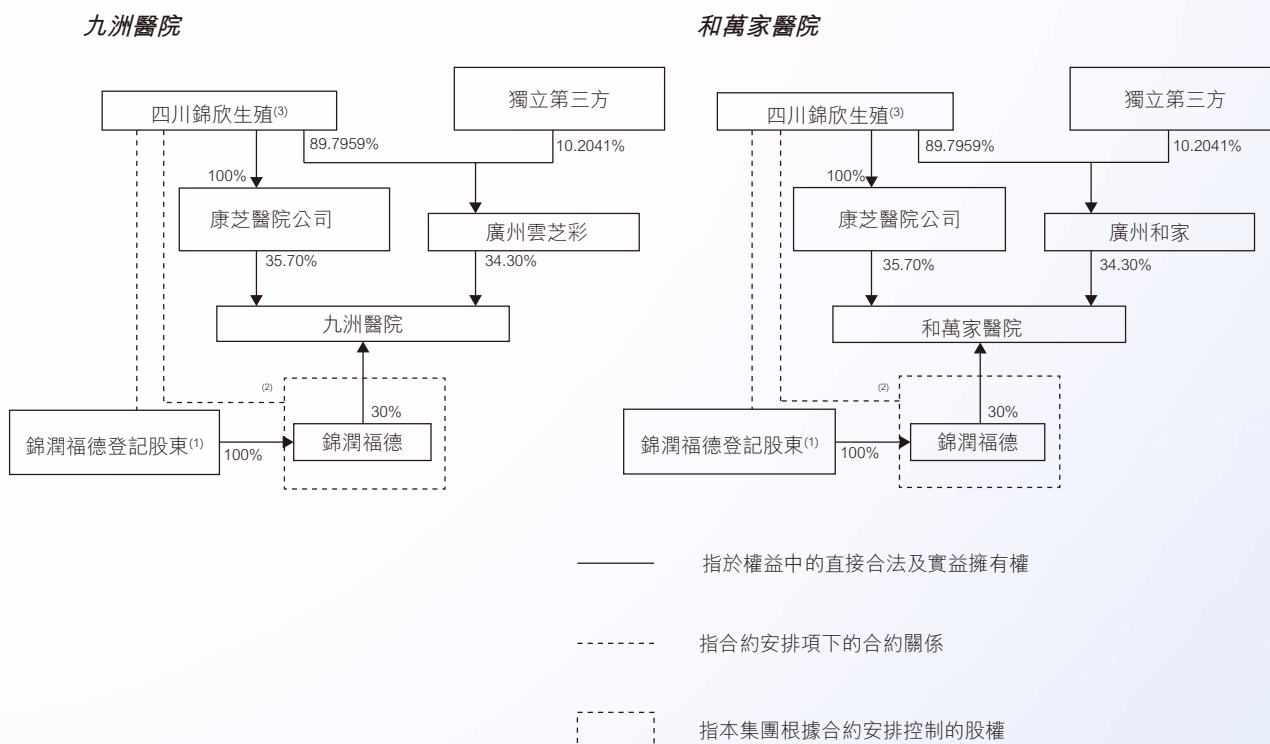 九洲醫院
四川錦欣生殖(3)
獨立第三方
89.7959%
10.2041%
100%
康芝醫院公司
廣州雲芝彩
35.70%
34.30%
九洲醫院
(2)
30%
錦潤福德登記股東(1)
100%
錦潤福德
和萬家醫院
四川錦欣生殖(3)
獨立第三方
89.7959%
10.2041%
100%
康芝醫院公司
廣州和家
35.70%
34.30%
和萬家醫院
(2)
30%
錦潤福德登記股東(1)
100%
錦潤福德
指於權益中的直接合法及實益擁有權
指合約安排項下的合約關係
指本集團根據合約安排控制的股權